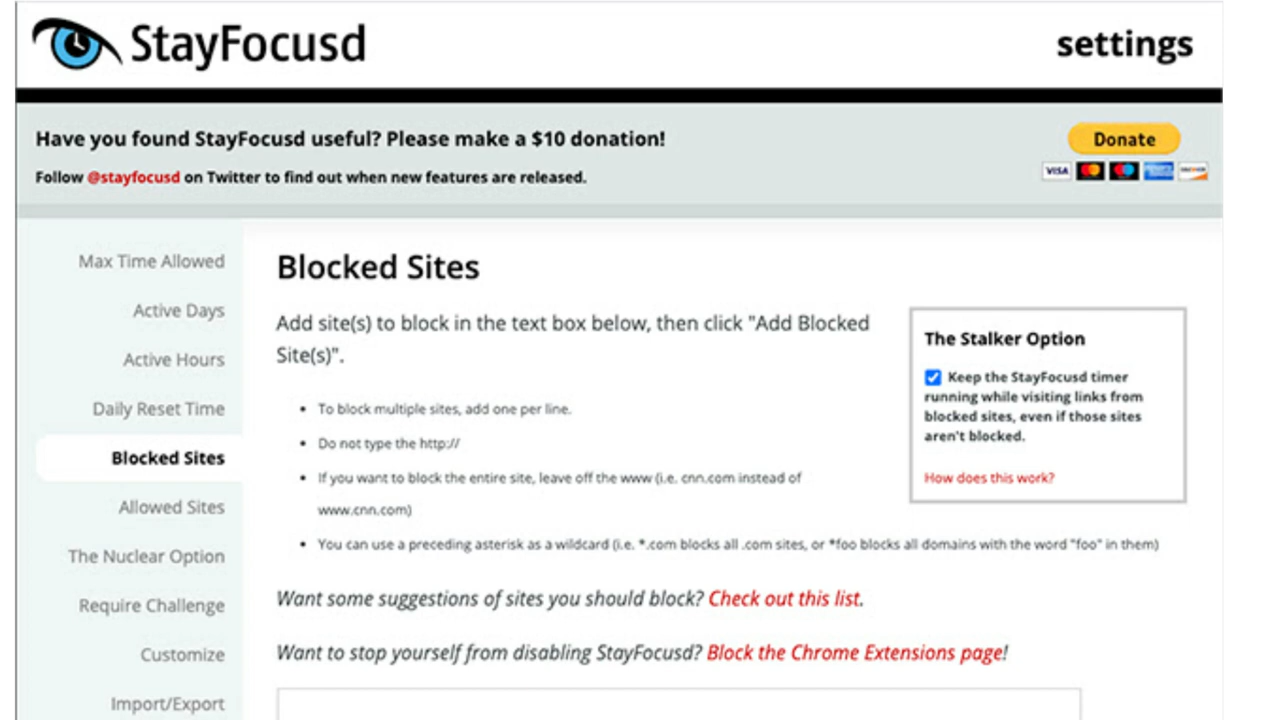 StayFocusd
settings
Have you found StayFocusd useful? Please make a $10 donation!
Follow @stayfocusd on Twitter to find out when new features are released.
Donate
VISA
Max Time Allowed
Active Days
Active Hours
Daily Reset Time
Blocked Sites
Allowed Sites
The Nuclear Option
Require Challenge
Customize
Import/Export
Blocked Sites
Add site(s) to block in the text box below, then click "Add Blocked
Site(s)".
• To block multiple sites, add one per line.
• Do not type the http://
• If you want to block the entire site, leave off the www (i.e. cnn.com instead of
www.cnn.com)
• You can use a preceding asterisk as a wildcard (i.e. *.com blocks all .com sites, or *foo blocks all domains with the word "foo" in them)
The Stalker Option
Keep the StayFocusd timer
running while visiting links from
blocked sites, even if those sites
aren't blocked.
How does this work?
Want some suggestions of sites you should block? Check out this list.
Want to stop yourself from disabling StayFocusd? Block the Chrome Extensions page!